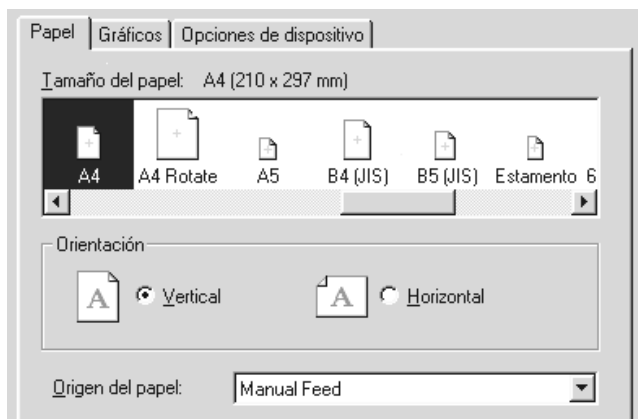 Papel Gráficos Opciones de dispositivo
Tamaño del papel: A4 (210 x 297 mm)
A4 A4 Rotate A5 B4 (JIS) B5 (JIS) Estamento 6
Orientación
A Vertical A Horizontal
Origen del papel: Manual Feed